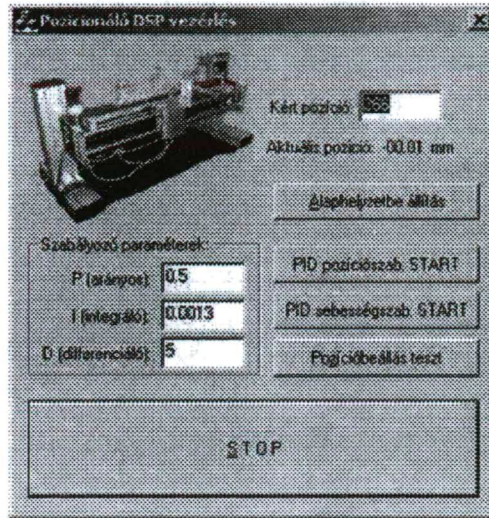 Pozicionáló DSP vezérlés
Kért pozíció:
Aktuális pozíció: -00.01 mm
Alaphelyzetbe állítás
Szabályozó paraméterek:
P (arányos): 0.5
I (integráló): 0.0013
D (differenciáló): 5
PID pozíciószab. START
PID sebességszab. START
Pozícióbeállás teszt
STOP